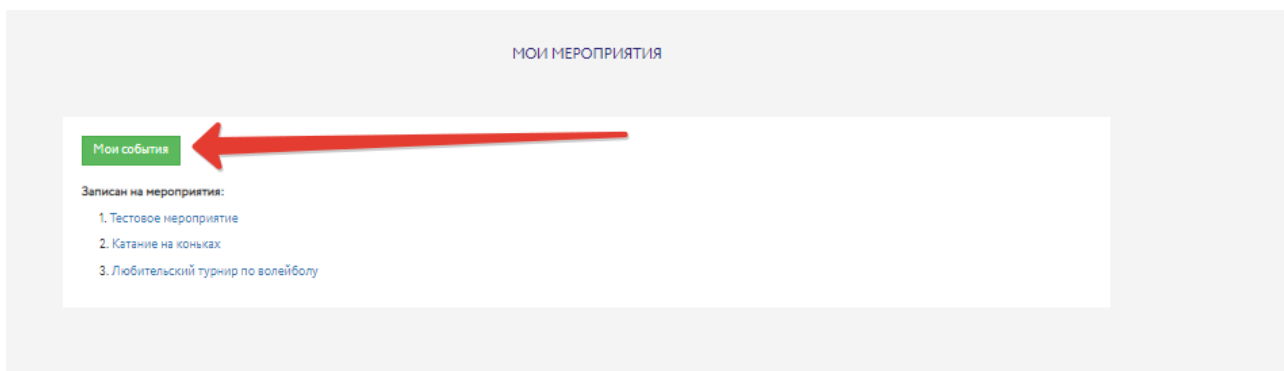 МОИ МЕРОПРИЯТИЯ
Мои события
Записан на мероприятия:
1. Тестовое мероприятие
2. Катание на коньках
3. Любительский турнир по волейболу